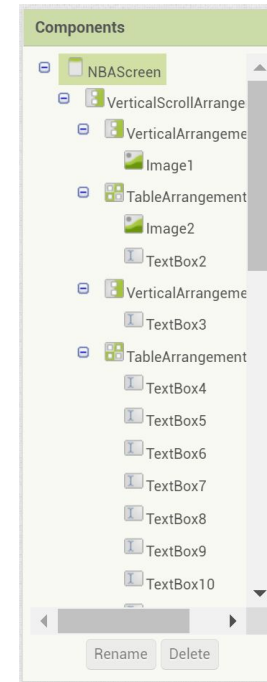 Components
NBAScreen
VerticalScrollArrange
VerticalArrangeme
Image1
TableArrangement
Image2
TextBox2
VerticalArrangeme
TextBox3
TableArrangement
TextBox4
TextBox5
TextBox6
TextBox7
TextBox8
TextBox9
TextBox10
Rename Delete